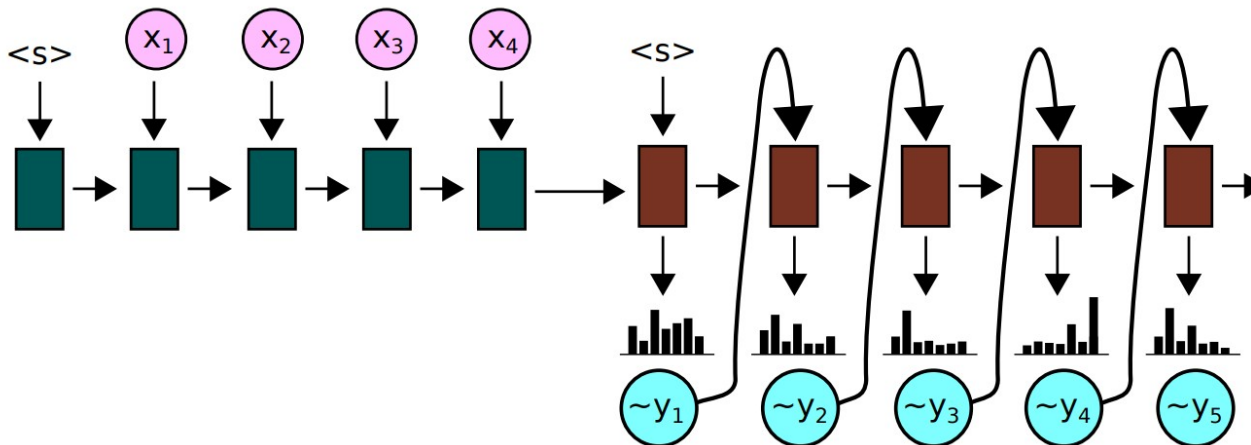 <s> x₁ x₂ x₃ x₄ <s>
~y₁ ~y₂ ~y₃ ~y₄ ~y₅